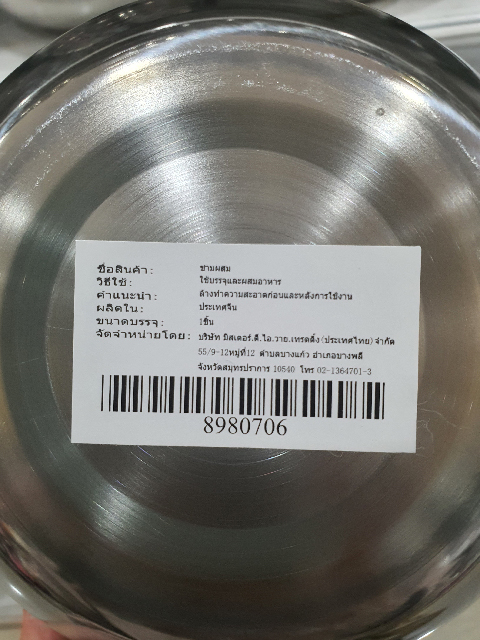 ชื่อสินค้า: ชามผสม
วิธีใช้: ใช้บรรจุและผสมอาหาร
คำแนะนำ: ล้างทำความสะอาดก่อนและหลังการใช้งาน
ผลิตใน: ประเทศจีน
ขนาดบรรจุ: 1ชิ้น
จัดจำหน่ายโดย: บริษัท มิสเตอร์.ดี.ไอ.วาย.เทรดดิ้ง(ประเทศไทย)จำกัด
55/9-12หมู่ที่12 ตำบลบางแก้ว อำเภอบางพลี
จังหวัดสมุทรปราการ 10540 โทร 02-1364701-3
8980706